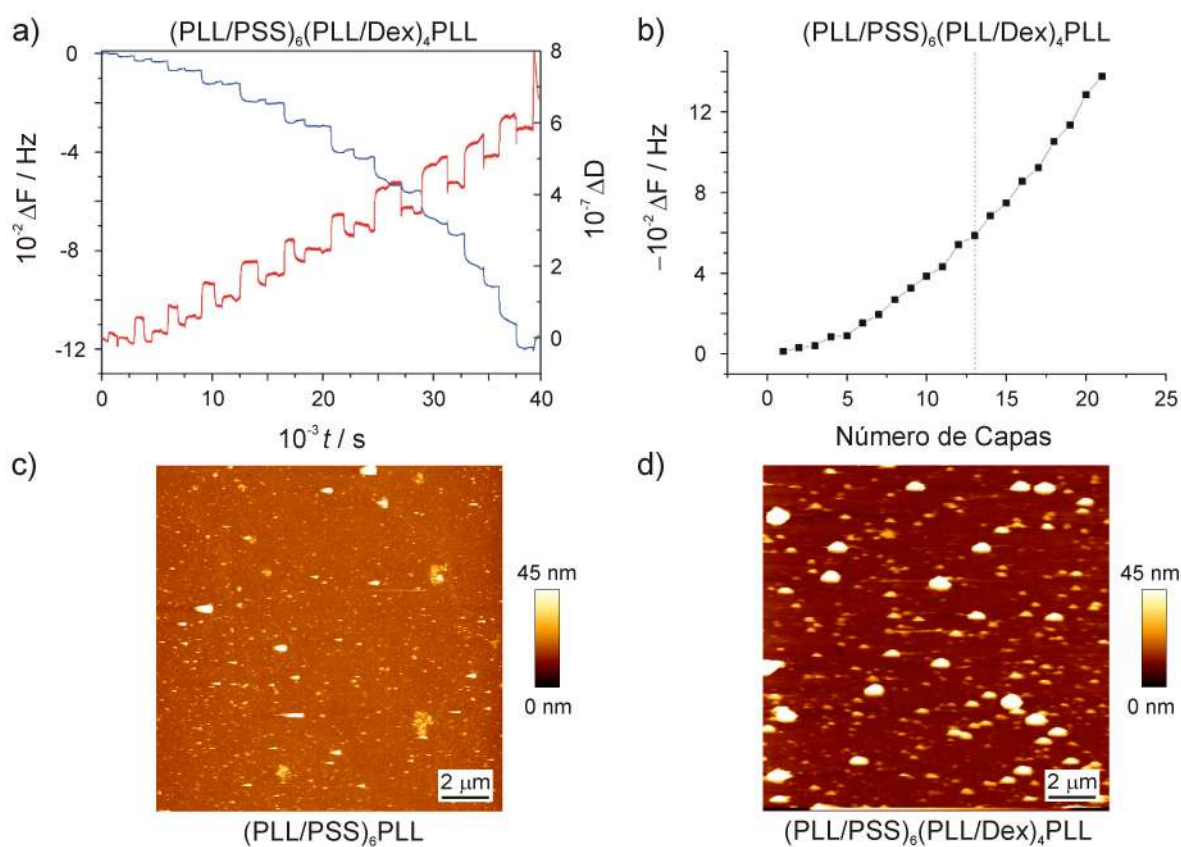 a)
(PLL/PSS)₆(PLL/Dex)₄PLL
0
-4
-8
-12
10⁻² ΔF / Hz
8
6
4
2
0
10⁻⁷ ΔD
0
10
20
30
40
10⁻³ t / s
b)
(PLL/PSS)₆(PLL/Dex)₄PLL
12
8
4
0
−10⁻² ΔF / Hz
0
5
10
15
20
25
Número de Capas
c)
45 nm
0 nm
2 μm
(PLL/PSS)₆PLL
d)
45 nm
0 nm
2 μm
(PLL/PSS)₆(PLL/Dex)₄PLL